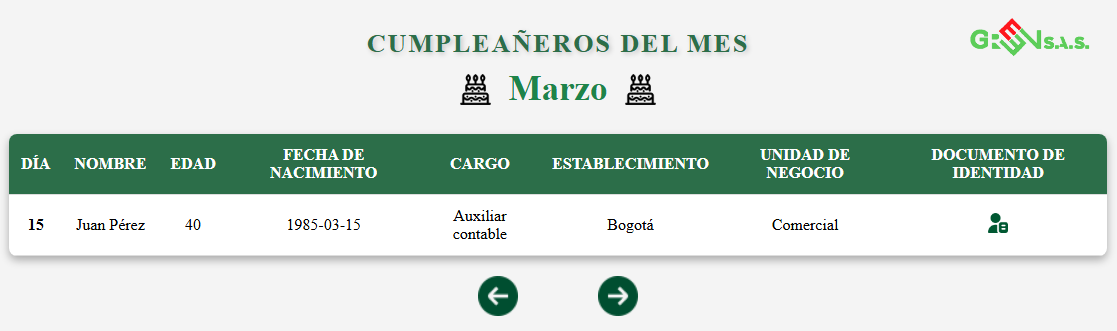 CUMPLEAÑEROS DEL MES
GREEN S.A.S.
Marzo
DÍA NOMBRE EDAD FECHA DE NACIMIENTO CARGO ESTABLECIMIENTO UNIDAD DE NEGOCIO DOCUMENTO DE IDENTIDAD
15 Juan Pérez 40 1985-03-15 Auxiliar contable Bogotá Comercial